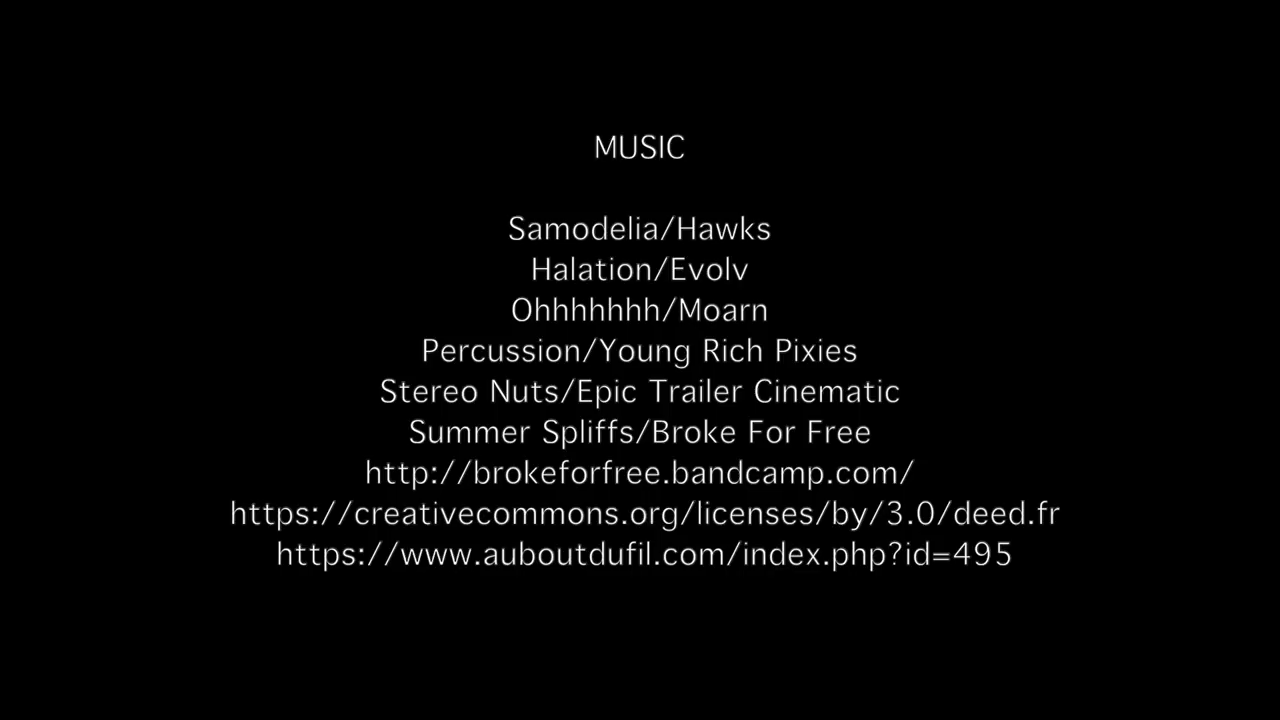 MUSIC
Samodelia/Hawks
Halation/Evolv
Ohhhhhhh/Moarn
Percussion/Young Rich Pixies
Stereo Nuts/Epic Trailer Cinematic
Summer Spliffs/Broke For Free
http://brokeforfree.bandcamp.com/
https://creativecommons.org/licenses/by/3.0/deed.fr
https://www.auboutdufil.com/index.php?id=495